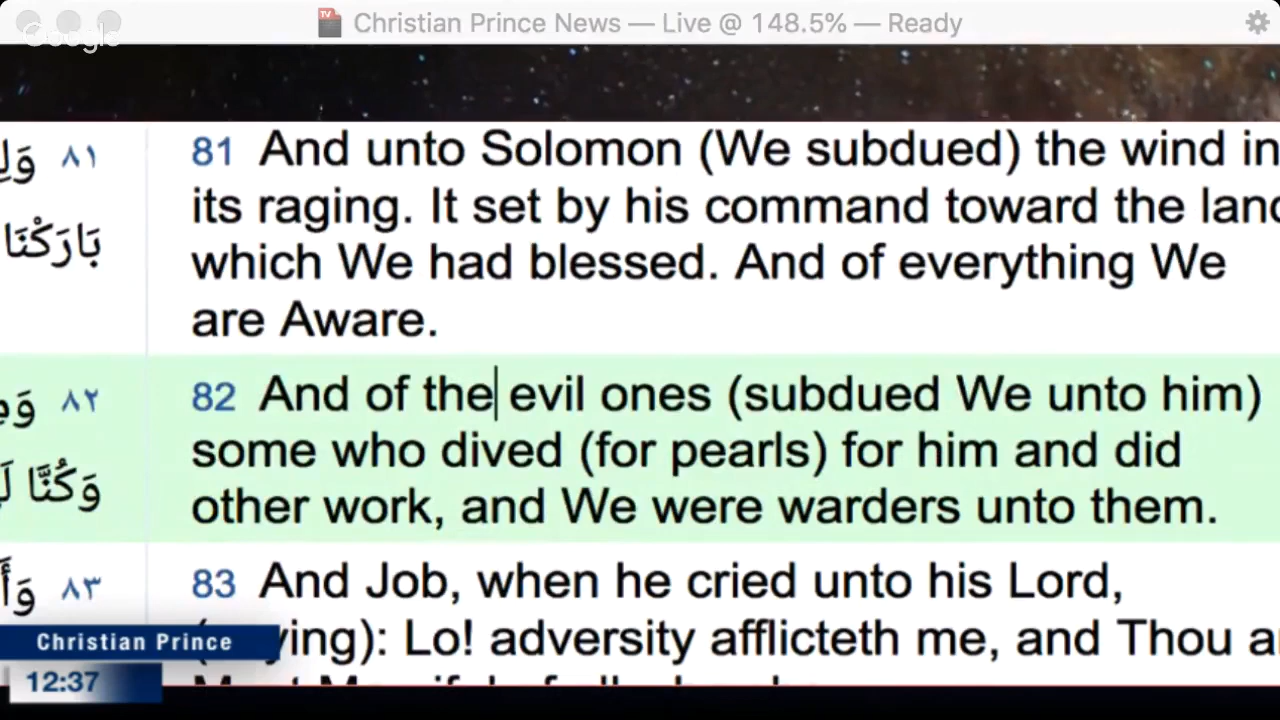 Christian Prince News — Live @ 148.5% — Ready
Google
٨١
81 And unto Solomon (We subdued) the wind in
its raging. It set by his command toward the
بَارَكْنَا
which We had blessed. And of everything We
are Aware.
٨٢
82 And of the evil ones (subdued We unto him)
some who dived (for pearls) for him and did
وَكُنَّا
other work, and We were warders unto them.
٨٣
83 And Job, when he cried unto his Lord,
Lo! adversity afflicteth me, and Thou
Christian Prince
12:37